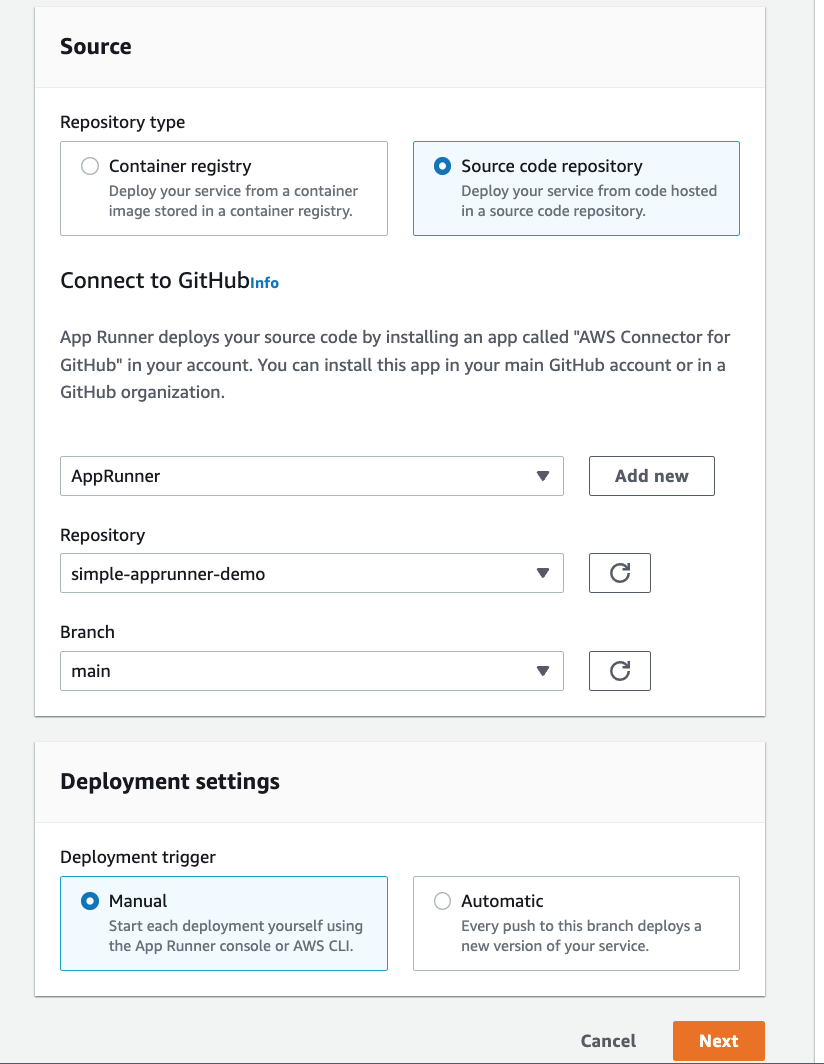 Source
Repository type
Container registry
Deploy your service from a container
image stored in a container registry.
Source code repository
Deploy your service from code hosted
in a source code repository.
Connect to GitHubInfo
App Runner deploys your source code by installing an app called "AWS Connector for
GitHub" in your account. You can install this app in your main GitHub account or in a
GitHub organization.
AppRunner
Add new
Repository
simple-apprunner-demo
Branch
main
Deployment settings
Deployment trigger
Manual
Start each deployment yourself using
the App Runner console or AWS CLI.
Automatic
Every push to this branch deploys a
new version of your service.
Cancel
Next